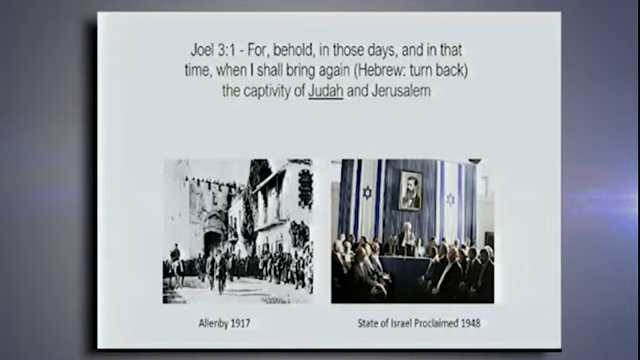 Joel 3:1 - For, behold, in those days, and in that
time, when I shall bring again (Hebrew: turn back)
the captivity of Judah and Jerusalem
Allenby 1917
State of Israel Proclaimed 1948